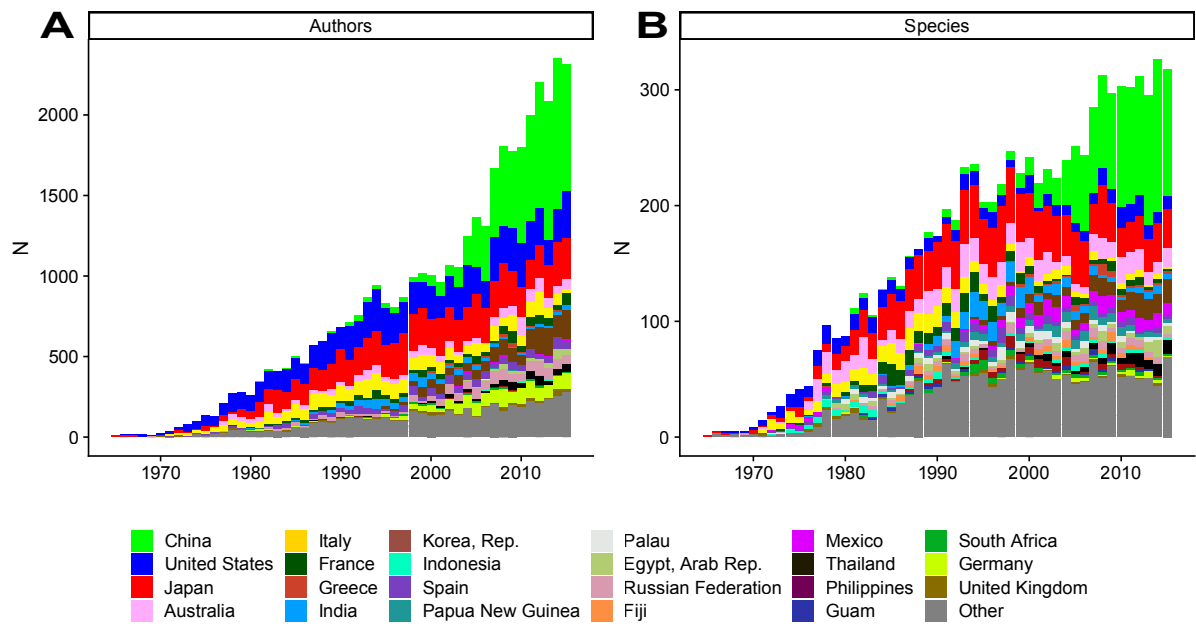 A
Authors
B
Species
N
2000
1500
1000
500
0
1970
1980
1990
2000
2010
N
300
200
100
0
1970
1980
1990
2000
2010
China
Italy
Korea, Rep.
Palau
Mexico
South Africa
United States
France
Indonesia
Egypt, Arab Rep.
Thailand
Germany
Japan
Greece
Spain
Russian Federation
Philippines
United Kingdom
Australia
India
Papua New Guinea
Fiji
Guam
Other